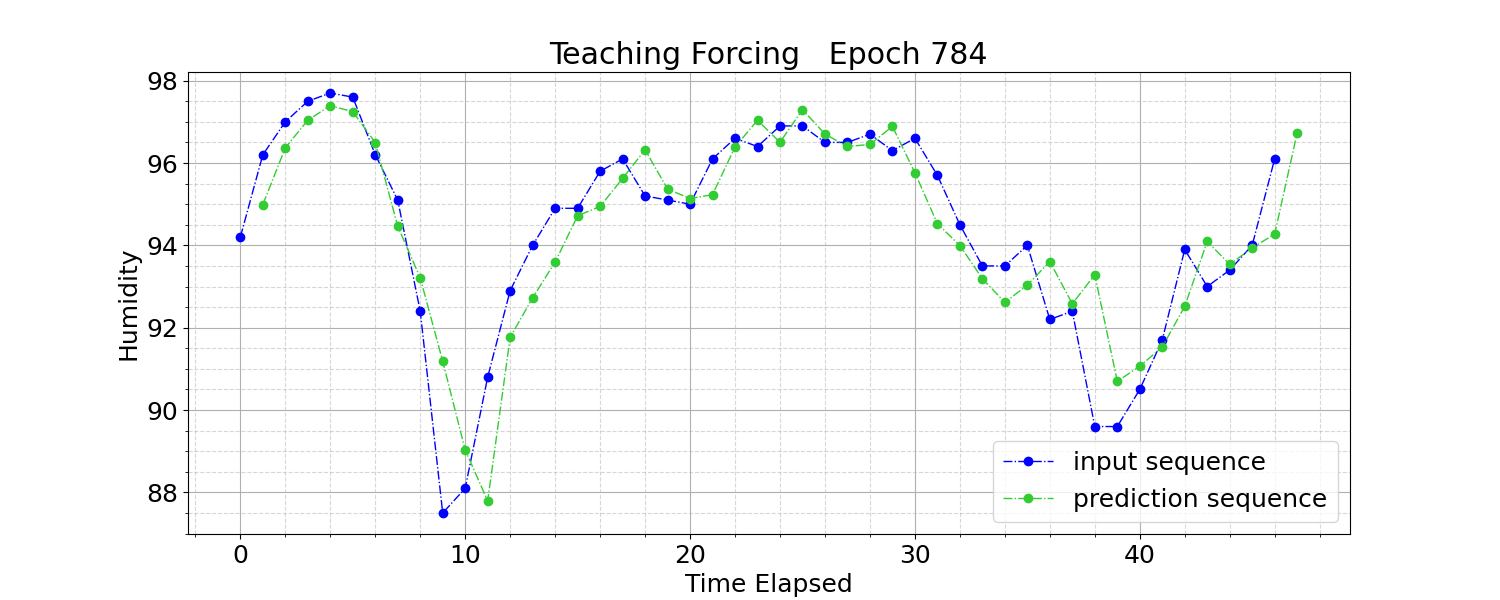 Teaching Forcing   Epoch 784
98
96
94
92
90
88
Humidity
0 10 20 30 40
Time Elapsed
input sequence
prediction sequence